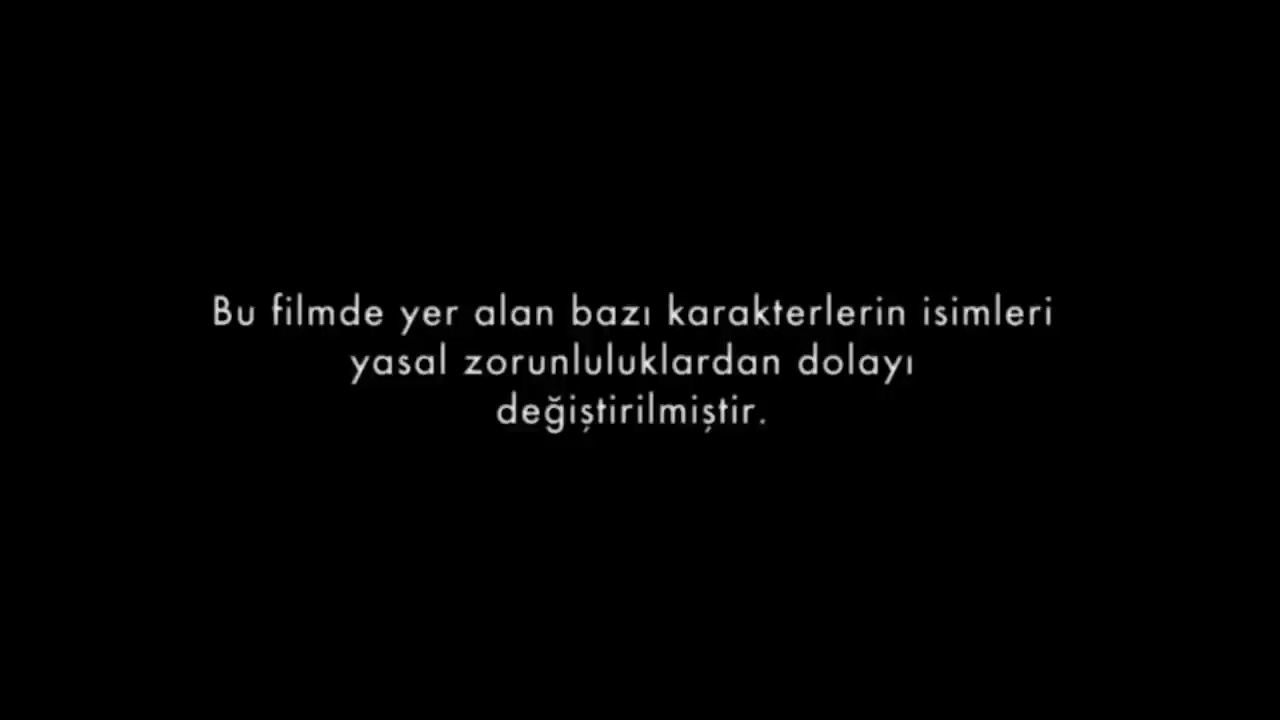 Bu filmde yer alan bazı karakterlerin isimleri
yasal zorunluluklardan dolayı
değiştirilmiştir.